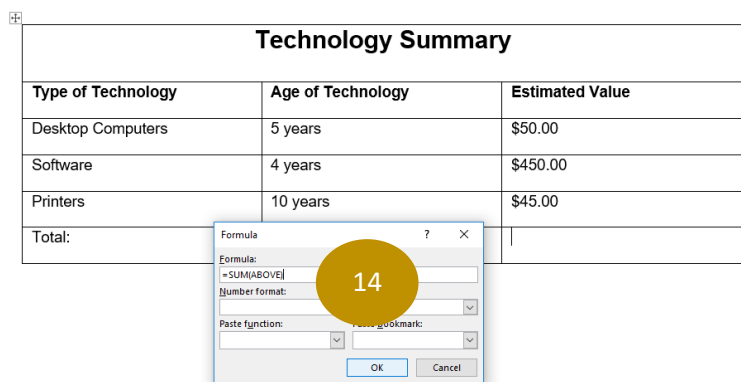 Technology Summary
Type of Technology Age of Technology Estimated Value
Desktop Computers 5 years $50.00
Software 4 years $450.00
Printers 10 years $45.00
Total:
Formula ? ×
Formula:
=SUM(ABOVE)
14
Number format:
Paste function: Bookmark:
OK Cancel